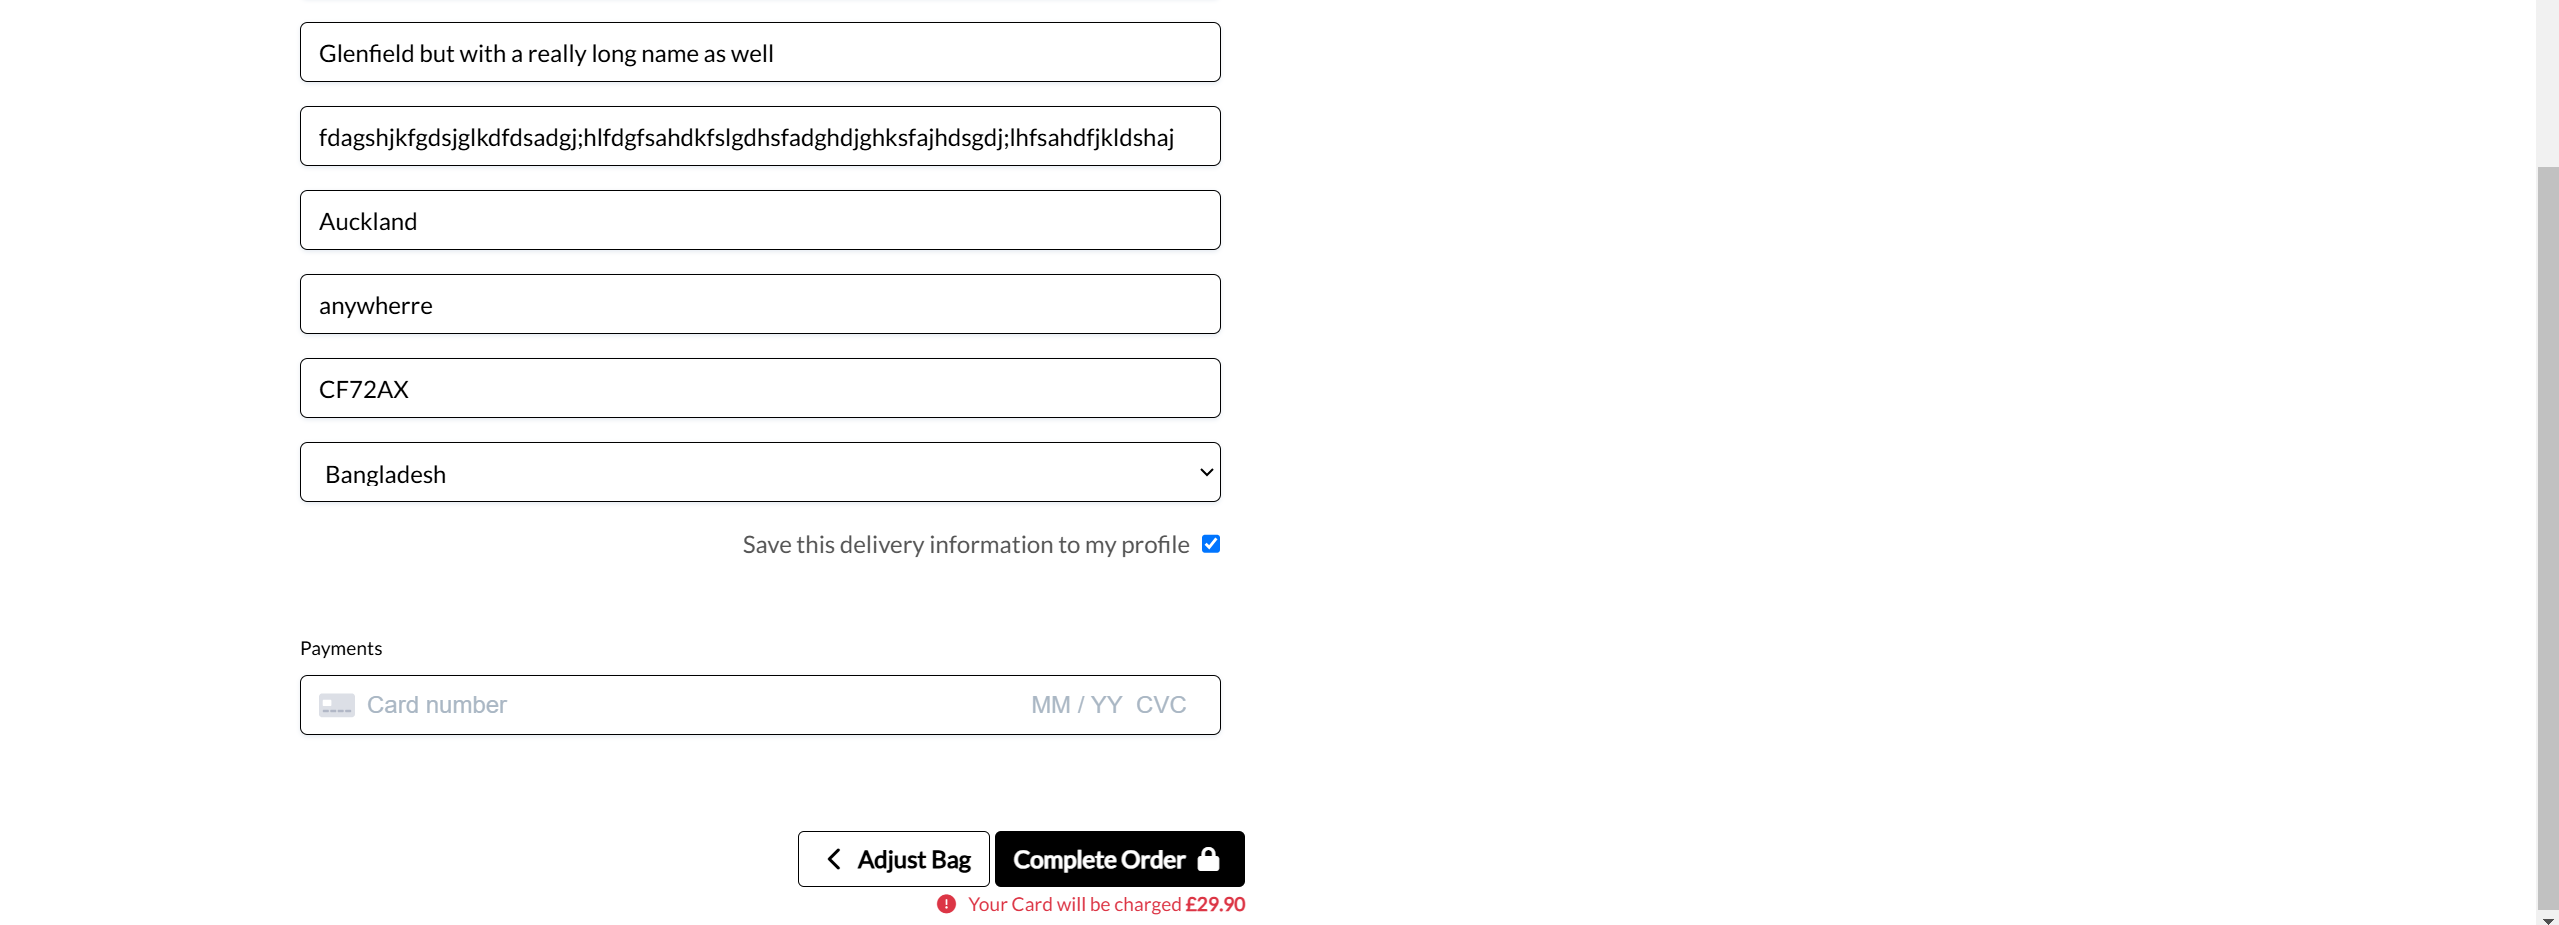 Glenfield but with a really long name as well
fdagshjkfgdsjglkdfdsadgj;hlfdgfsahdkfslgdhsfadghdjghksfajhdsgdj;lhfsahdfjkldshaj
Auckland
anywherre
CF72AX
Bangladesh
Save this delivery information to my profile
Payments
Card number MM / YY CVC
Adjust Bag Complete Order
Your Card will be charged £29.90